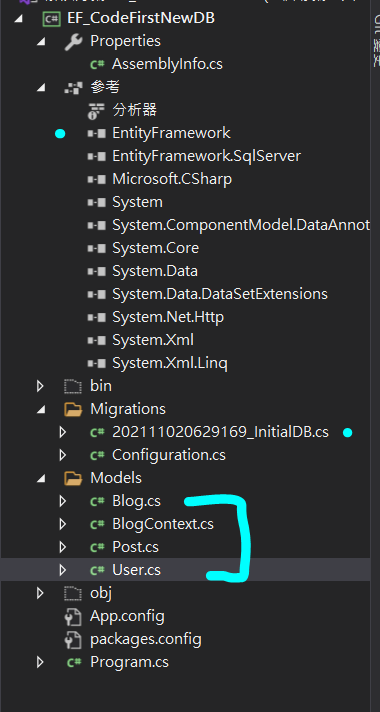 EF_CodeFirstNewDB
Properties
C# AssemblyInfo.cs
參考
分析器
EntityFramework
EntityFramework.SqlServer
Microsoft.CSharp
System
System.ComponentModel.DataAnnot
System.Core
System.Data
System.Data.DataSetExtensions
System.Net.Http
System.Xml
System.Xml.Linq
bin
Migrations
C# 202111020629169_InitialDB.cs
C# Configuration.cs
Models
C# Blog.cs
C# BlogContext.cs
C# Post.cs
C# User.cs
obj
App.config
packages.config
C# Program.cs